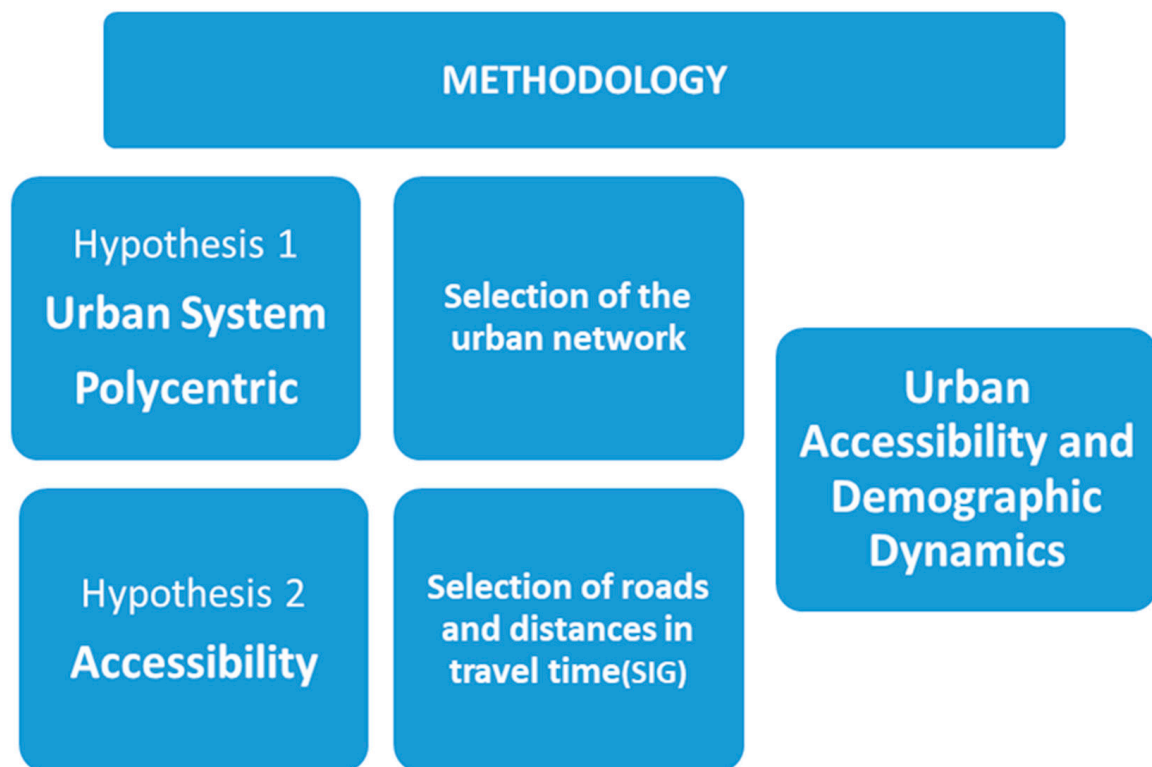 METHODOLOGY
Hypothesis 1
Urban System
Polycentric
Selection of the
urban network
Hypothesis 2
Accessibility
Selection of roads
and distances in
travel time(SIG)
Urban
Accessibility and
Demographic
Dynamics